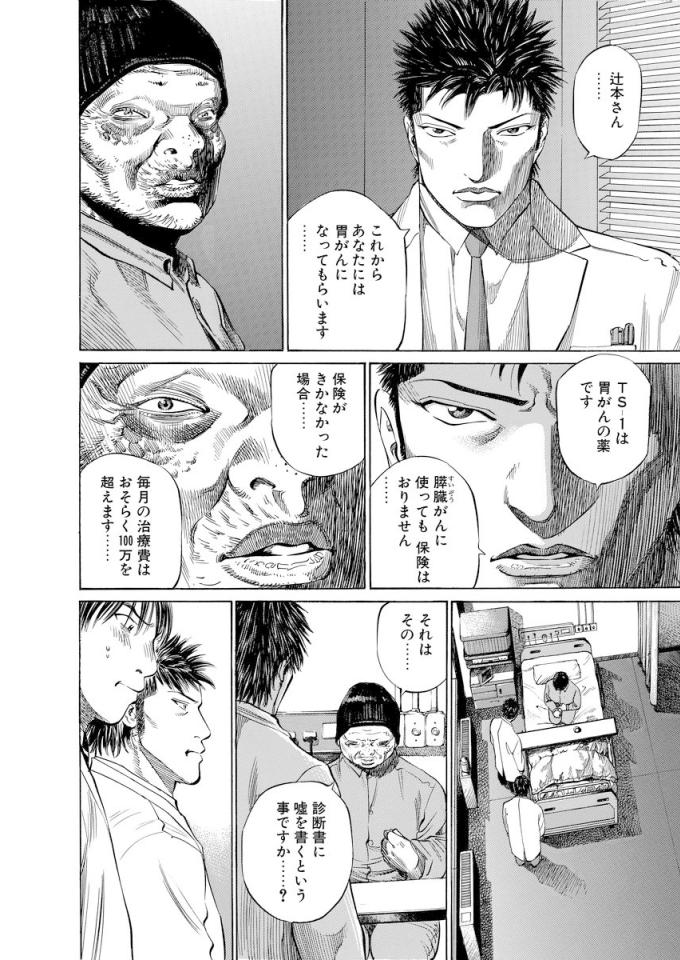 辻本さん
……
これから
あなたには
胃がんに
なってもらいます
……
TS-1は
胃がんの薬
です
膵臓がんに
すいぞう
使っても 保険は
おりません
……
保険が
きかなかった
場合……
毎月の治療費は
おそらく100万を
超えます……
それは
その……
診断書に
嘘を書くという
事ですか……?